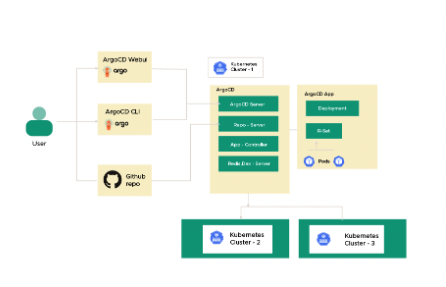 ArgoCD Webui
argo
Kubernetes
Cluster - 1
ArgoCD
ArgoCD App
ArgoCD Server
Deployment
ArgoCD CLI
argo
Repo - Server
R-Set
User
App - Controller
Pods
Redis,Dex - Server
Github
repo
Kubernetes
Cluster - 2
Kubernetes
Cluster - 3